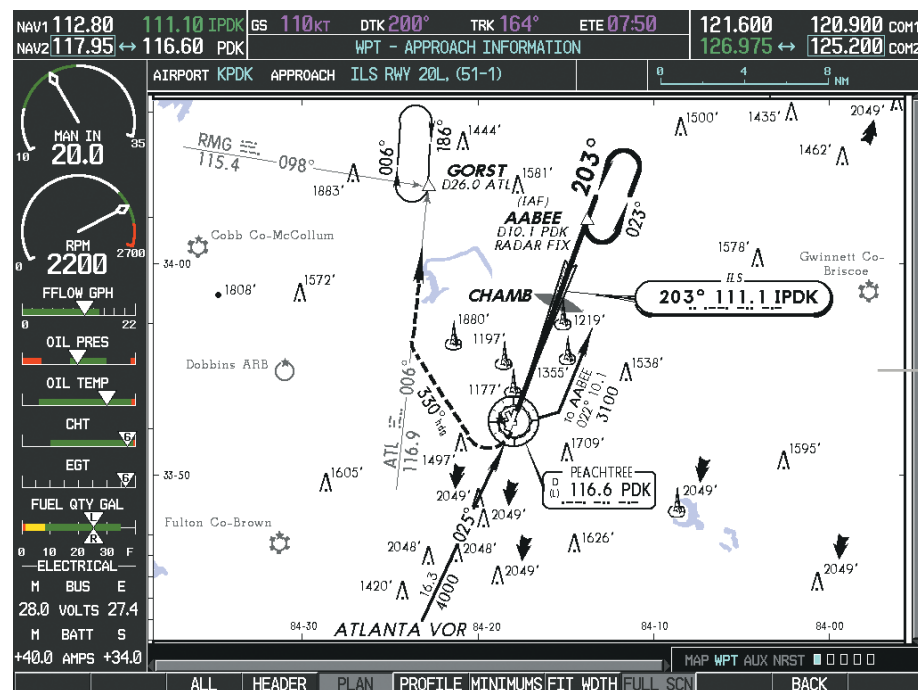 NAV1 112.80 111.10 IPDK GS 110KT DTK 200° TRK 164° ETE 07:50 121.600 120.900 COM1
NAV2 117.95 ↔ 116.60 PDK WPT - APPROACH INFORMATION 126.975 ↔ 125.200 COM2
AIRPORT KPDK APPROACH ILS RWY 20L, (51-1) 0 4 8 NM
MAN IN
20.0
10 35
RPM
2200
0 2700
FFLOW GPH
0 22
OIL PRES
OIL TEMP
CHT
6
EGT
6
FUEL QTY GAL
L
R
0 10 20 30 F
ELECTRICAL
M BUS E
28.0 VOLTS 27.4
M BATT S
+40.0 AMPS +34.0
RMG
115.4
098°
006°
186°
1444'
1500'
1435'
2049'
1462'
1883'
GORST
D26.0 ATL
1581'
(IAF)
AABEE
D10.1 PDK
RADAR FIX
203°
023°
Cobb Co-McCollum
34-00
1808'
1572'
1578'
Gwinnett Co-
Briscoe
CHAMB
ILS
203° 111.1 IPDK
1880'
1197'
1219'
Dobbins ARB
1177'
1355'
1538'
330° hdg
006°
ATL
116.9
TO AABEE
022° 10.1
3100
1497'
1709'
1595'
33-50
1605'
PEACHTREE
D
(L)
116.6 PDK
2049'
2049'
2049'
Fulton Co-Brown
025°
2048'
2048'
1626'
2049'
2049'
1420'
16.3
4000
ATLANTA VOR
84-30 84-20 84-10 84-00
MAP WPT AUX NRST
ALL HEADER PLAN PROFILE MINIMUMS FIT WDTH FULL SCN BACK